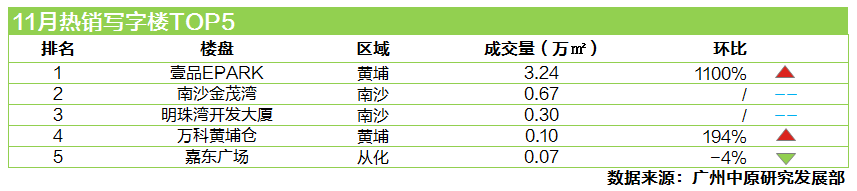 11月热销写字楼TOP5
排名 楼盘 区域 成交量（万㎡） 环比
1 壹品EPARK 黄埔 3.24 1100%
2 南沙金茂湾 南沙 0.67 /
3 明珠湾开发大厦 南沙 0.30 /
4 万科黄埔仓 黄埔 0.10 194%
5 嘉东广场 从化 0.07 -4%
数据来源：广州中原研究发展部